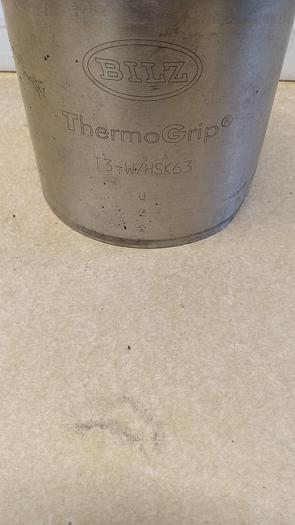 BILZ
ThermoGrip®
T3-W/HSK63
U